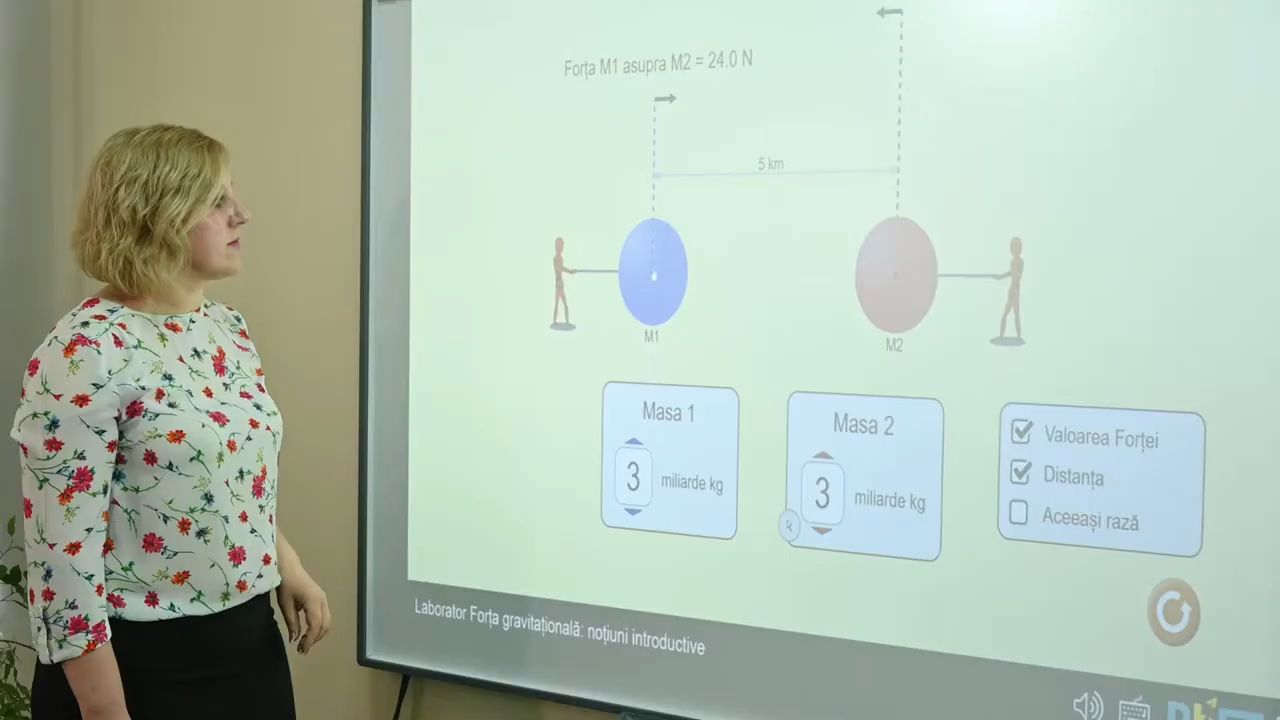 Forța M1 asupra M2 = 24.0 N
5 km
M1
M2
Masa 1
3
miliarde kg
Masa 2
3
miliarde kg
Valoarea Forței
Distanța
Aceeași rază
Laborator Forța gravitațională: noțiuni introductive